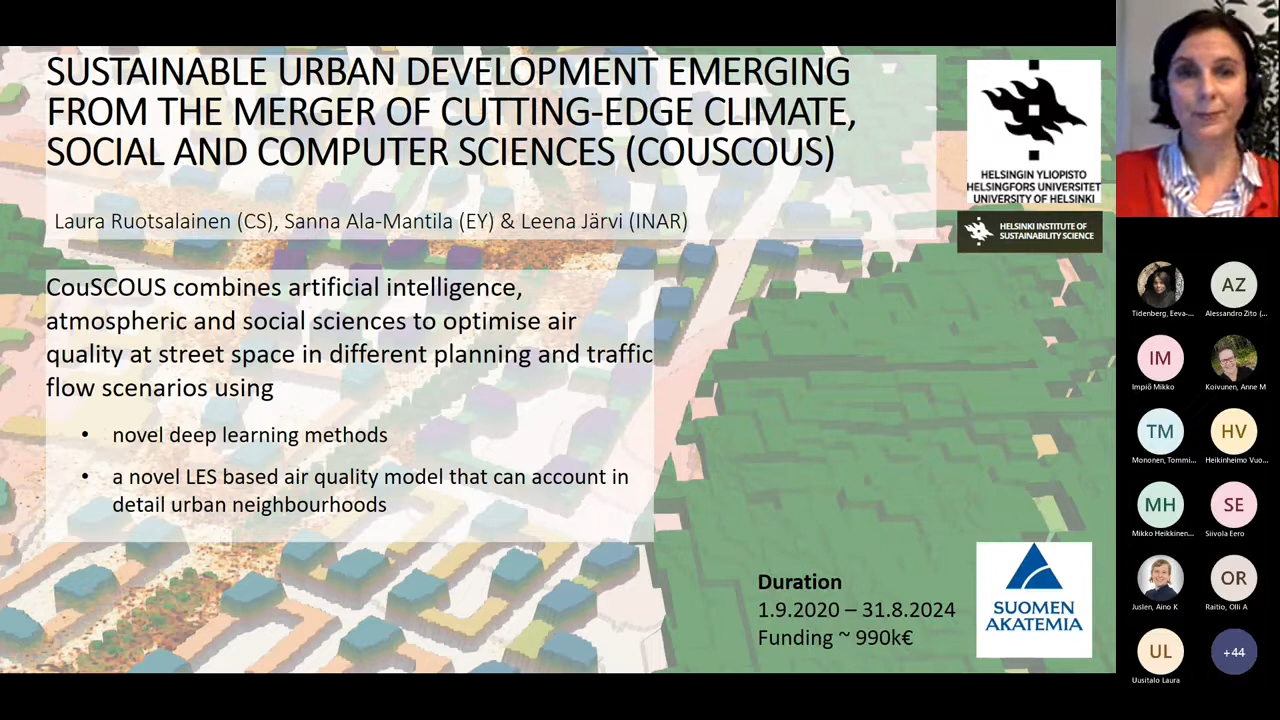 SUSTAINABLE URBAN DEVELOPMENT EMERGING
FROM THE MERGER OF CUTTING-EDGE CLIMATE,
SOCIAL AND COMPUTER SCIENCES (COUSCOUS)
Laura Ruotsalainen (CS), Sanna Ala-Mantila (EY) & Leena Järvi (INAR)
HELSINGIN YLIOPISTO
HELSINGFORS UNIVERSITET
UNIVERSITY OF HELSINKI
HELSINKI INSTITUTE OF
SUSTAINABILITY SCIENCE
CouSCOUS combines artificial intelligence,
atmospheric and social sciences to optimise air
quality at street space in different planning and traffic
flow scenarios using
• novel deep learning methods
• a novel LES based air quality model that can account in
detail urban neighbourhoods
Duration
1.9.2020 – 31.8.2024
Funding ~ 990k€
SUOMEN
AKATEMIA
Tidenberg, Eeva-...
AZ
Alessandro Zito (...
IM
Impiö Mikko
Koivunen, Anne M
TM
Mononen, Tommi...
HV
Heikinheimo Vuo...
MH
Mikko Heikkinen...
SE
Siivola Eero
Juslen, Aino K
OR
Raitio, Olli A
UL
Uusitalo Laura
+44